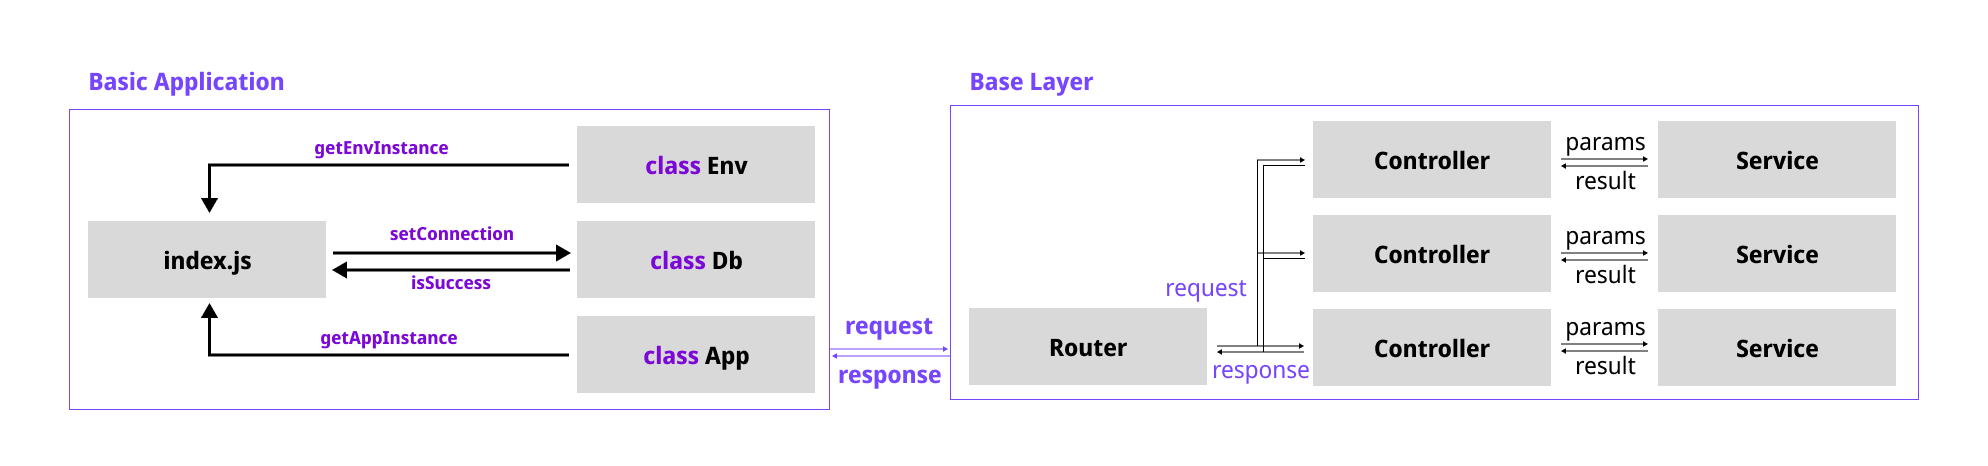 Basic Application
getEnvInstance
class Env
index.js
setConnection
isSuccess
class Db
getAppInstance
class App
request
response
Base Layer
Router
request
response
Controller
params
result
Service
Controller
params
result
Service
Controller
params
result
Service